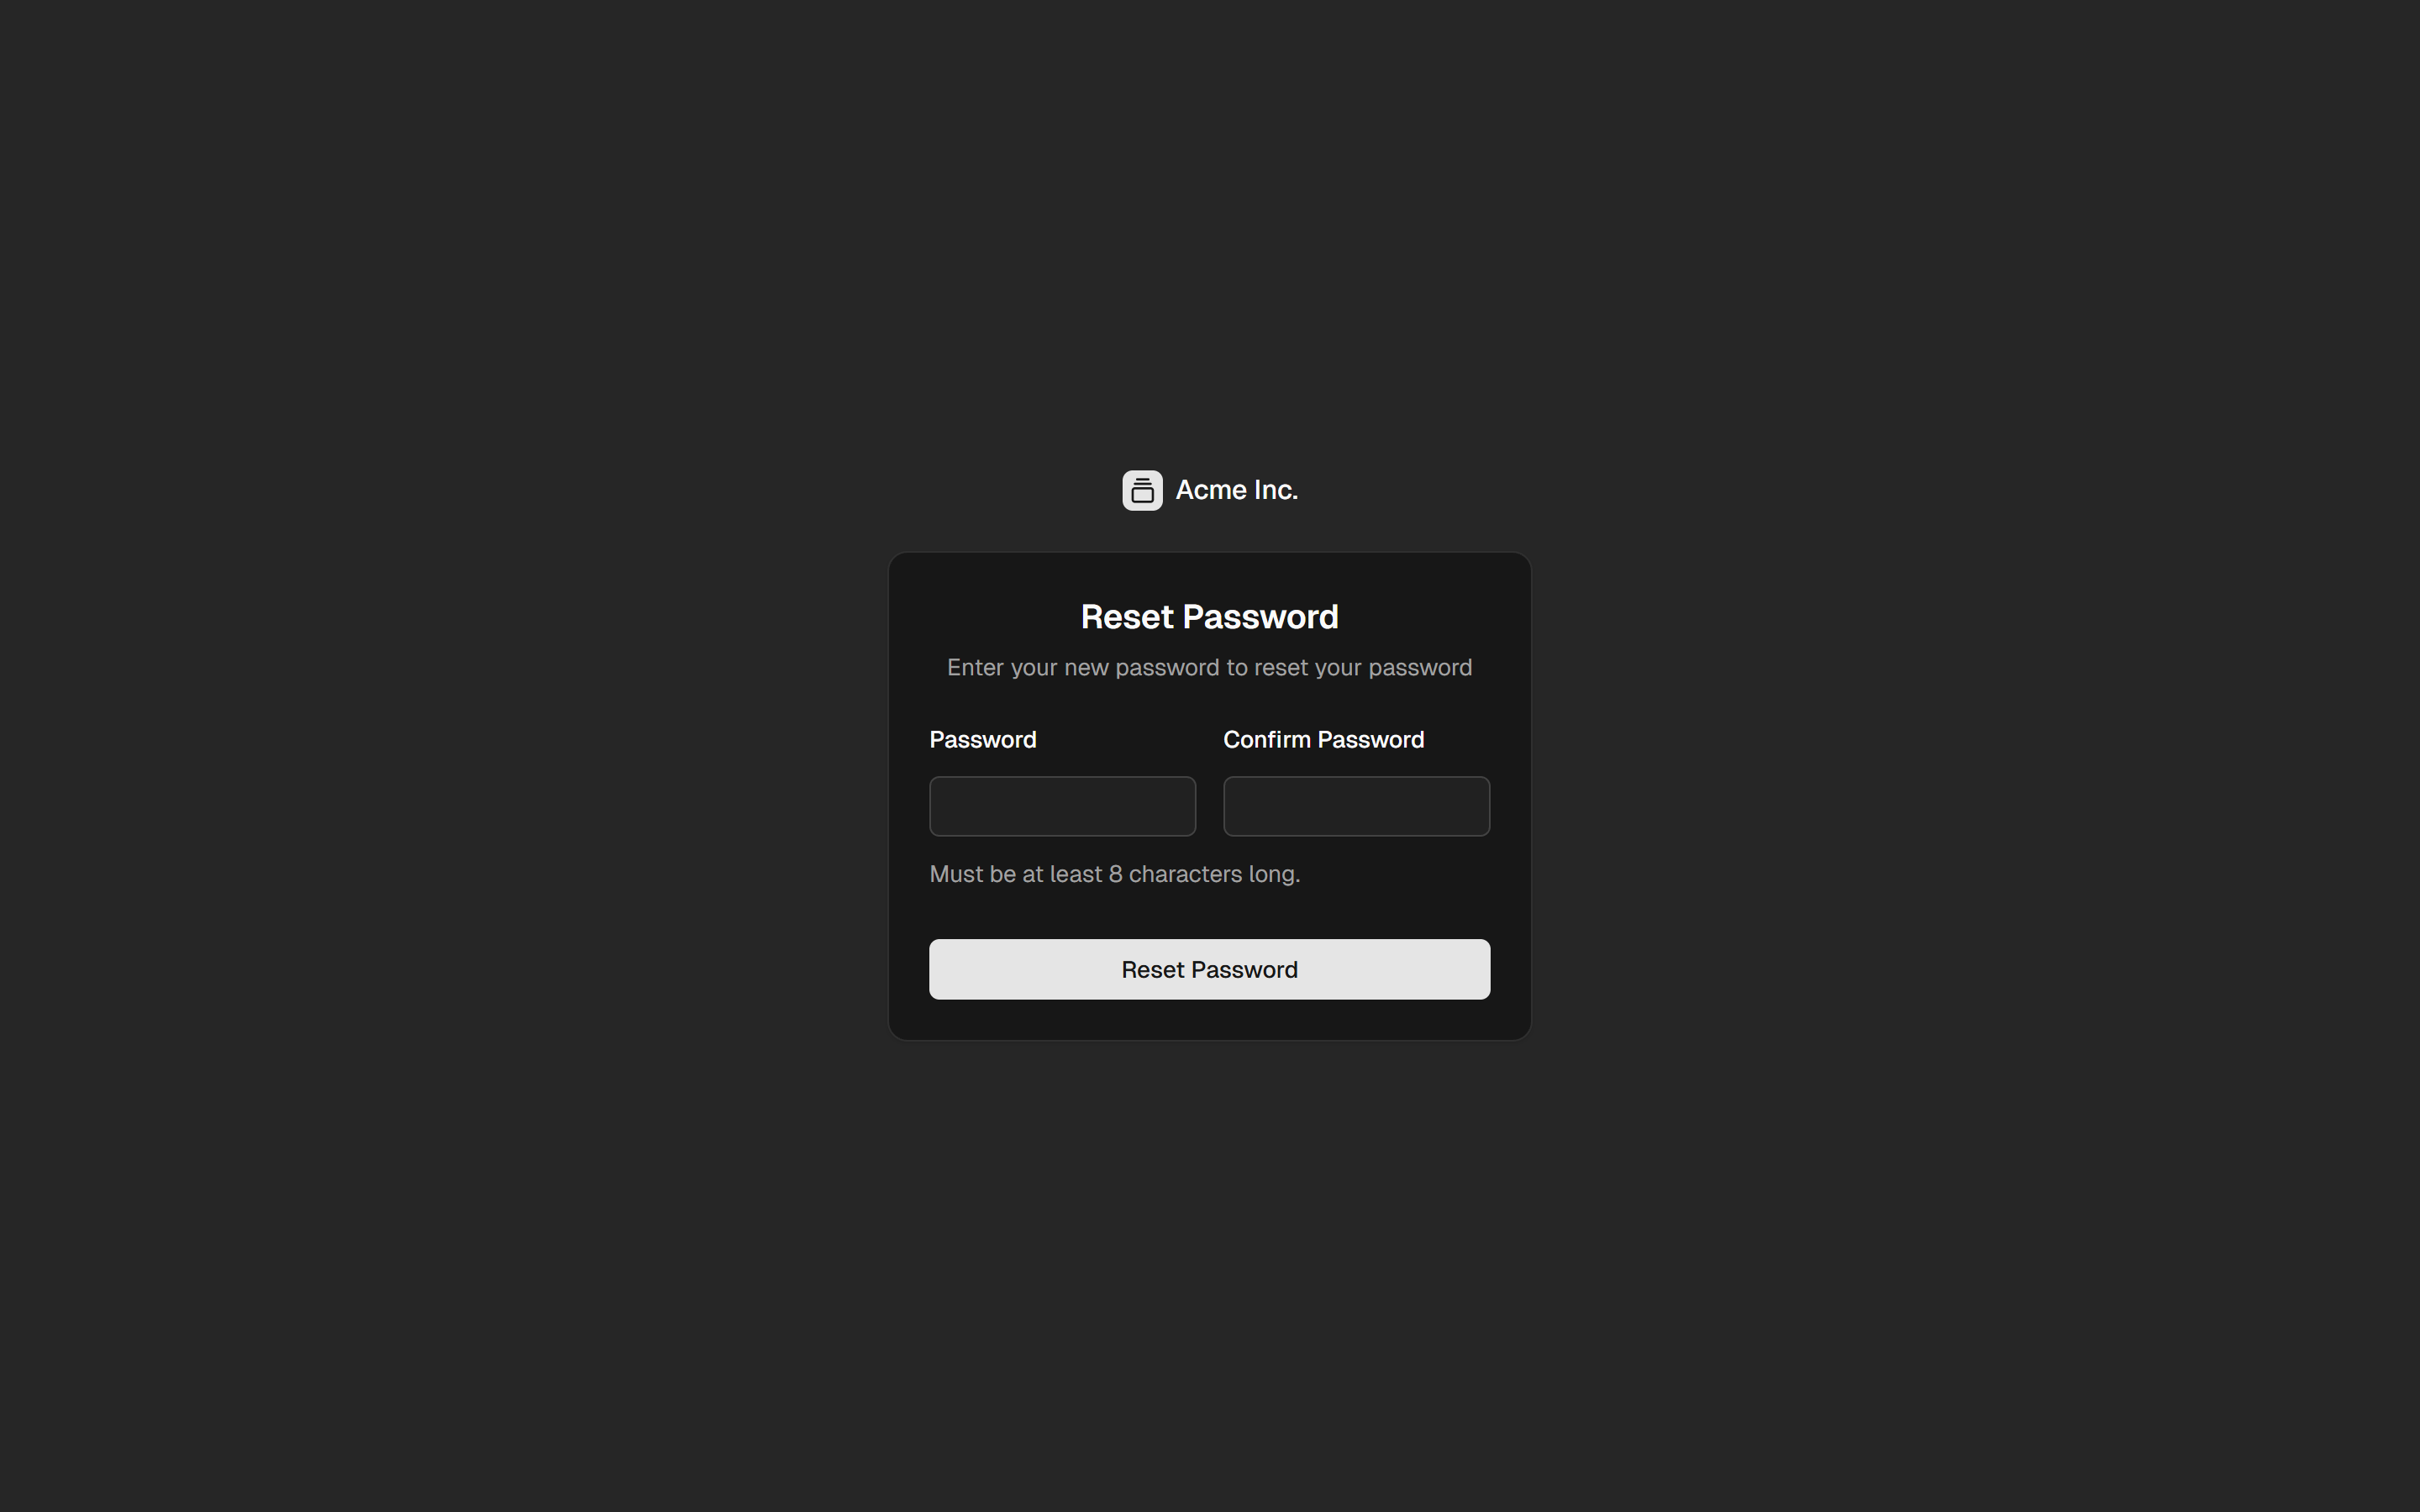 Acme Inc.
Reset Password
Enter your new password to reset your password
Password
Confirm Password
Must be at least 8 characters long.
Reset Password